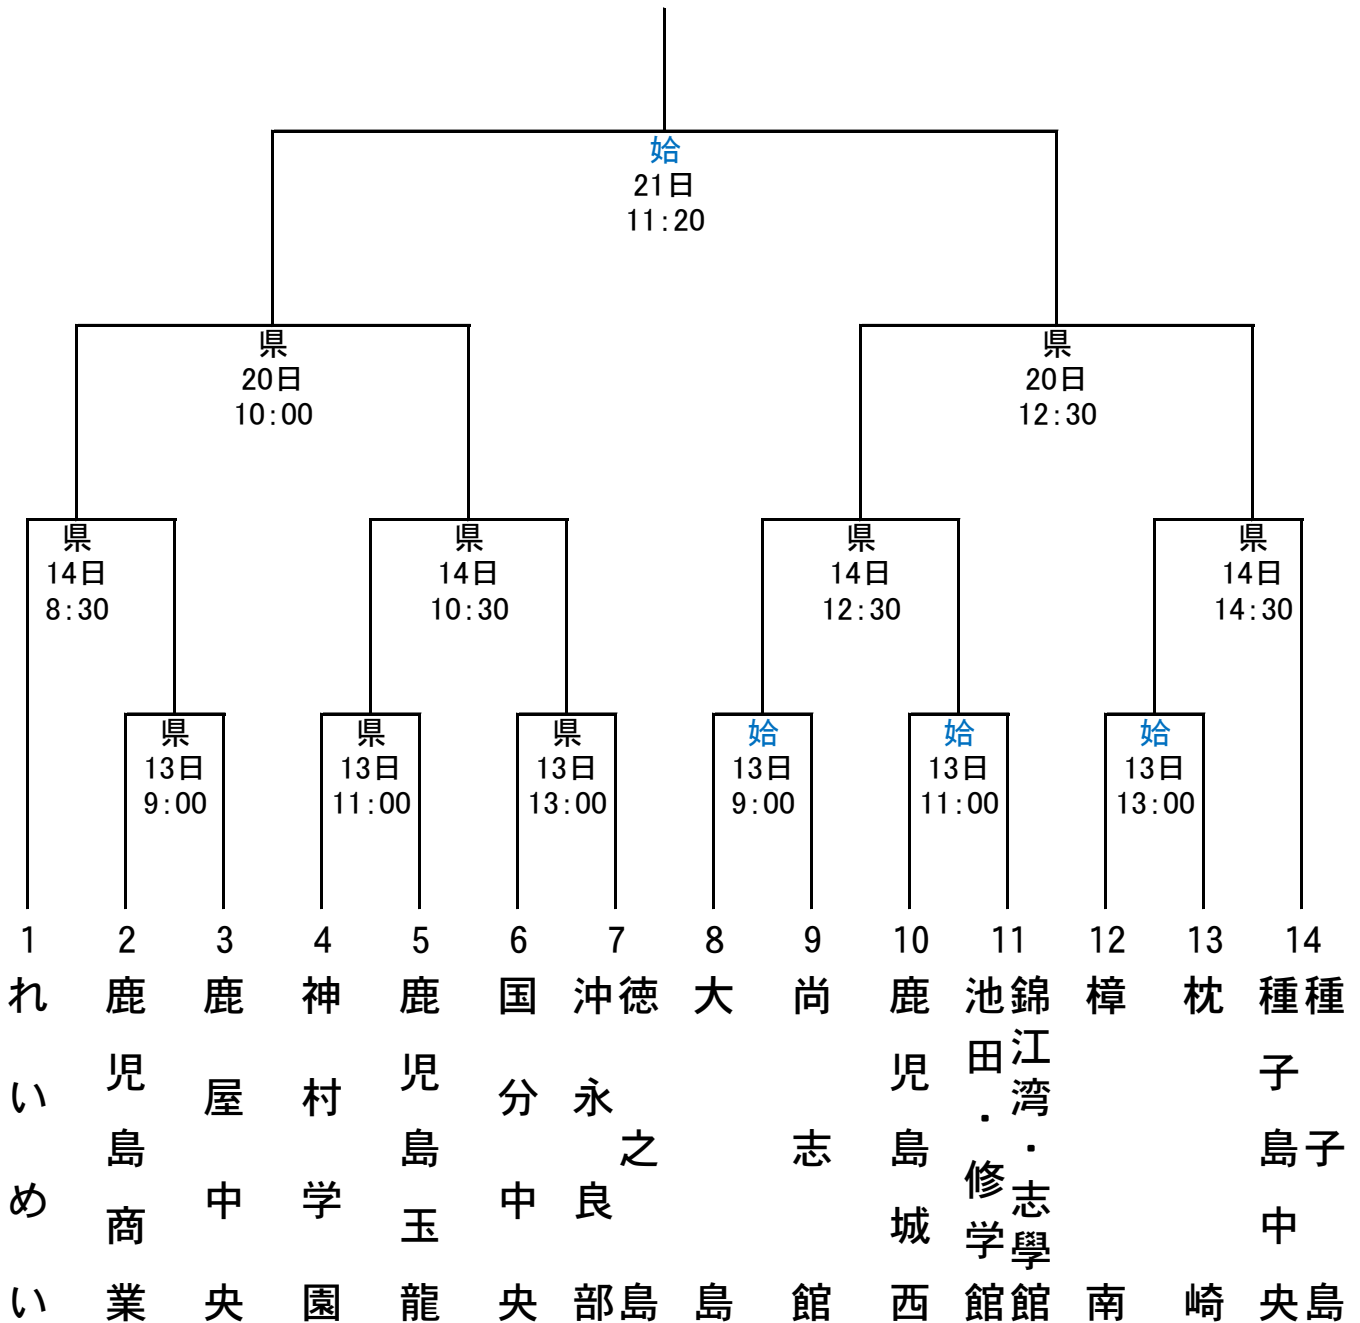 姶
21日
11:20
県
20日
10:00
県
20日
12:30
県
14日
8:30
県
14日
10:30
県
14日
12:30
県
14日
14:30
県
13日
9:00
県
13日
11:00
県
13日
13:00
姶
13日
9:00
姶
13日
11:00
姶
13日
13:00
1
れいめい
2
鹿児島商業
3
鹿屋中央
4
神村学園
5
鹿児島玉龍
6
国分中央
7
徳之島
沖永良部
8
大島
9
尚志館
10
鹿児島城西
11
錦江湾・志學館
池田・修学館
12
樟南
13
枕崎
14
種子島
種子島中央